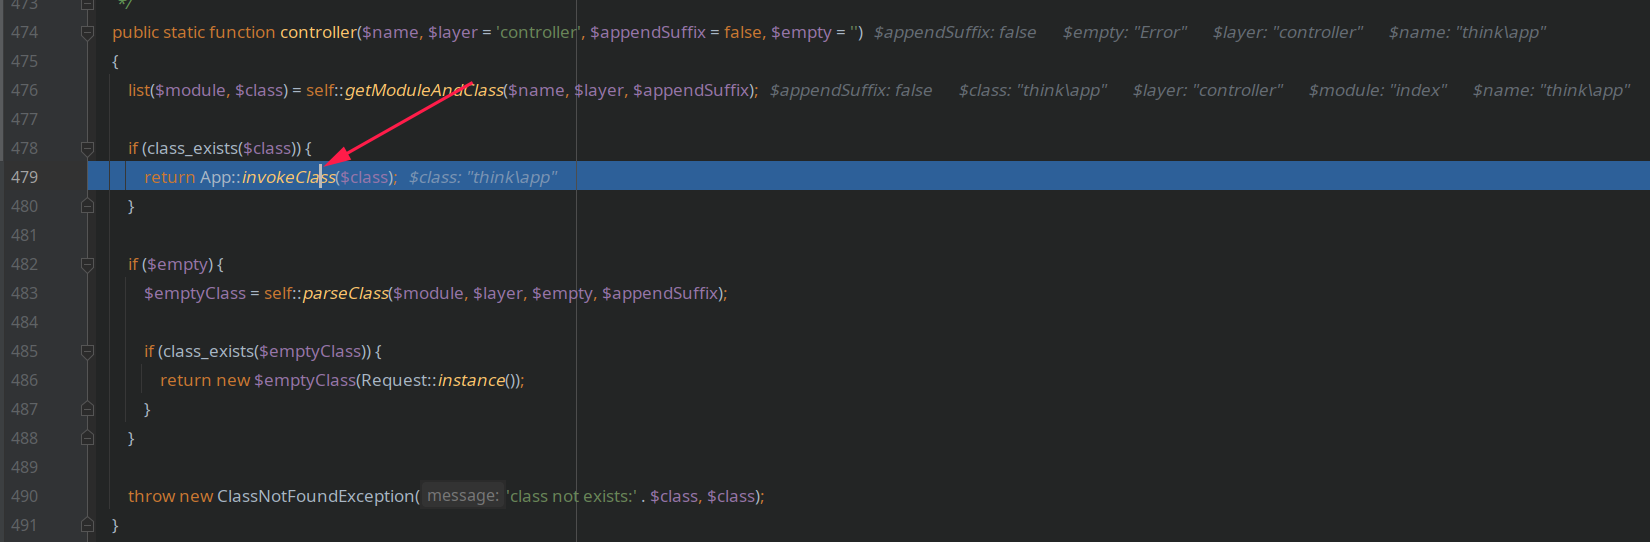 473 */
474 public static function controller($name, $layer = 'controller', $appendSuffix = false, $empty = '') $appendSuffix: false $empty: "Error" $layer: "controller" $name: "think\app"
475 {
476 list($module, $class) = self::getModuleAndClass($name, $layer, $appendSuffix); $appendSuffix: false $class: "think\app" $layer: "controller" $module: "index" $name: "think\app"
477
478 if (class_exists($class)) {
479 return App::invokeClass($class); $class: "think\app"
480 }
481
482 if ($empty) {
483 $emptyClass = self::parseClass($module, $layer, $empty, $appendSuffix);
484
485 if (class_exists($emptyClass)) {
486 return new $emptyClass(Request::instance());
487 }
488 }
489
490 throw new ClassNotFoundException( message: 'class not exists:' . $class, $class);
491 }